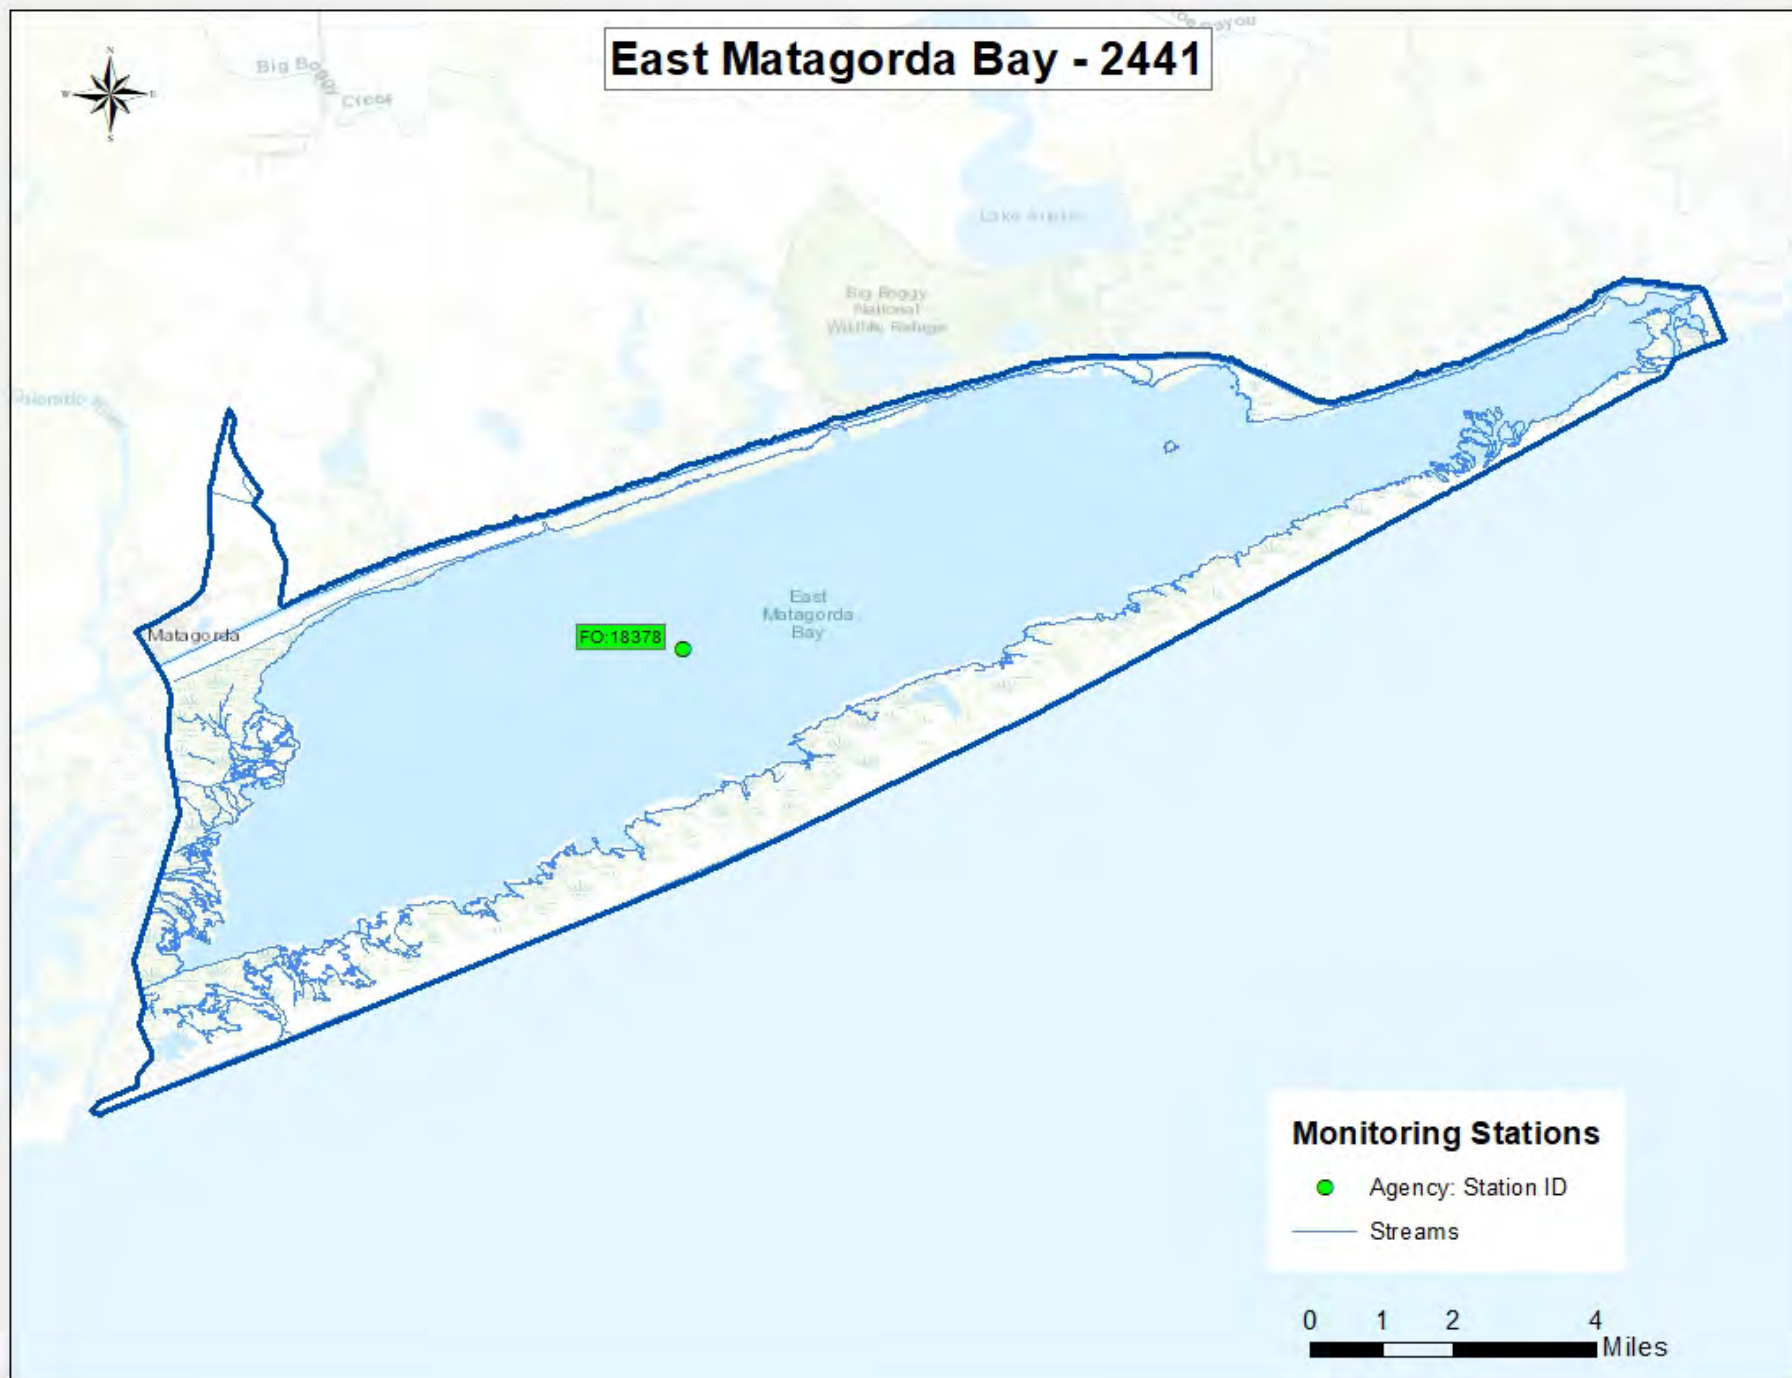 East Matagorda Bay - 2441
N
W
E
S
Big Boggy
Creek
Lake Austin
Big Boggy
National
Wildlife Refuge
East
Matagorda
Bay
FO:18378
Matagorda
Monitoring Stations
Agency: Station ID
Streams
0 1 2 4
Miles